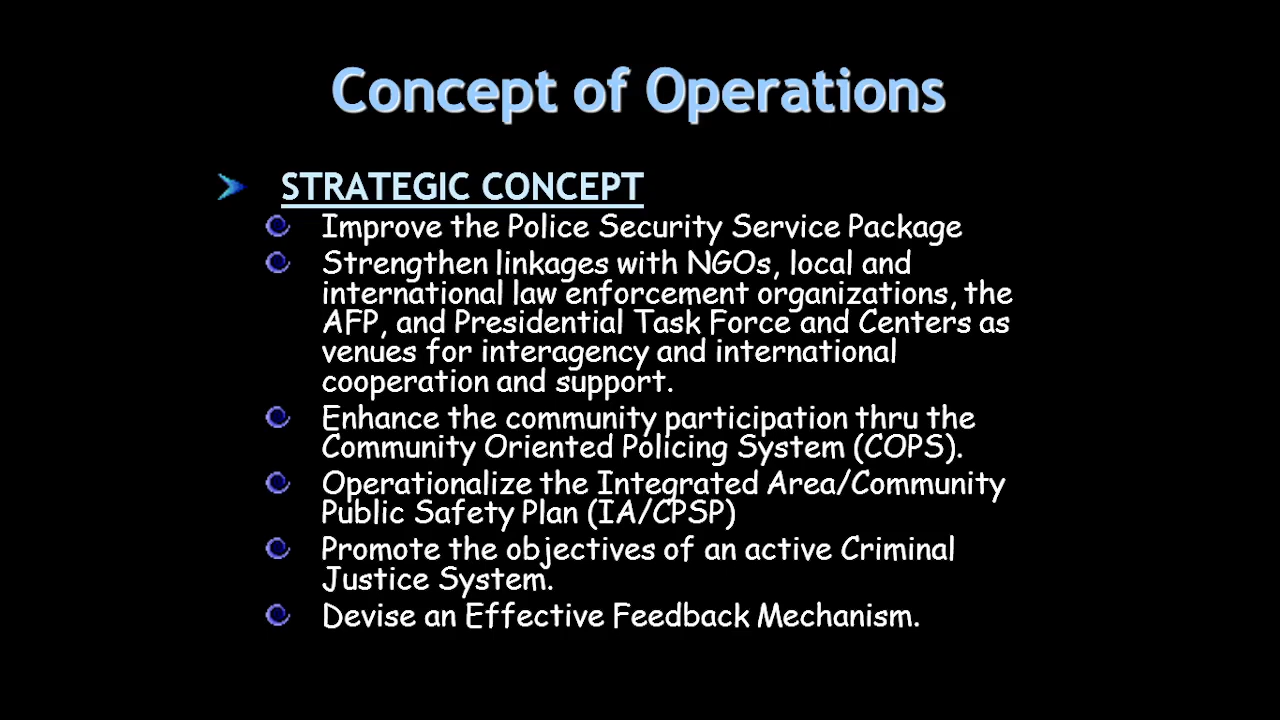 Concept of Operations
STRATEGIC CONCEPT
Improve the Police Security Service Package
Strengthen linkages with NGOs, local and
international law enforcement organizations, the
AFP, and Presidential Task Force and Centers as
venues for interagency and international
cooperation and support.
Enhance the community participation thru the
Community Oriented Policing System (COPS).
Operationalize the Integrated Area/Community
Public Safety Plan (IA/CPSP)
Promote the objectives of an active Criminal
Justice System.
Devise an Effective Feedback Mechanism.